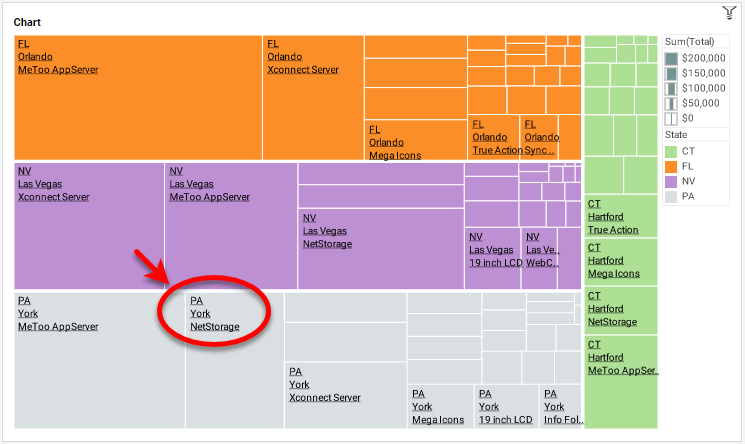 Chart
FL
Orlando
MeToo AppServer
FL
Orlando
Xconnect Server
FL
Orlando
Mega Icons
FL
Orlando
True Action
FL
Orlando
Sync ..
NV
Las Vegas
Xconnect Server
NV
Las Vegas
MeToo AppServer
NV
Las Vegas
NetStorage
NV
Las Vegas
19 inch LCD
NV
Las Ve..
WebC..
PA
York
MeToo AppServer
PA
York
NetStorage
PA
York
Xconnect Server
PA
York
Mega Icons
PA
York
19 inch LCD
PA
York
Info Fol..
CT
Hartford
True Action
CT
Hartford
Mega Icons
CT
Hartford
NetStorage
CT
Hartford
MeToo AppSer..
Sum(Total)
$200,000
$150,000
$100,000
$50,000
$0
State
CT
FL
NV
PA